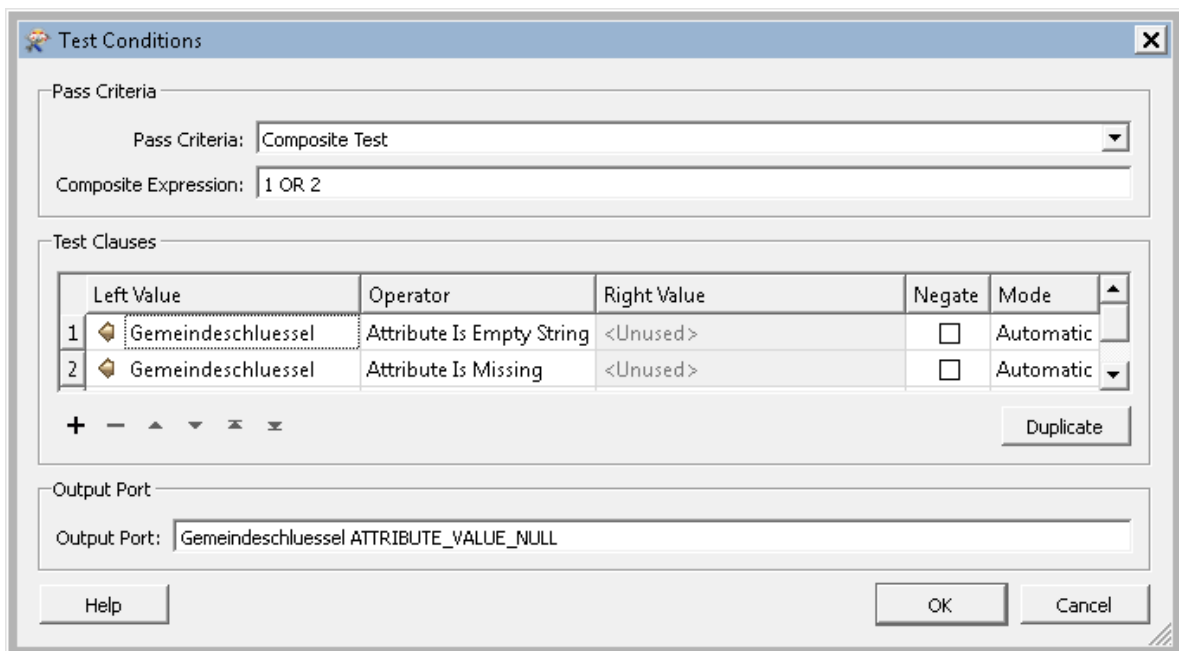 Test Conditions
Pass Criteria
Pass Criteria: Composite Test
Composite Expression: 1 OR 2
Test Clauses
Left Value Operator Right Value Negate Mode
1 Gemeindeschluessel Attribute Is Empty String <Unused> Automatic
2 Gemeindeschluessel Attribute Is Missing <Unused> Automatic
Duplicate
Output Port
Output Port: Gemeindeschluessel ATTRIBUTE_VALUE_NULL
Help OK Cancel